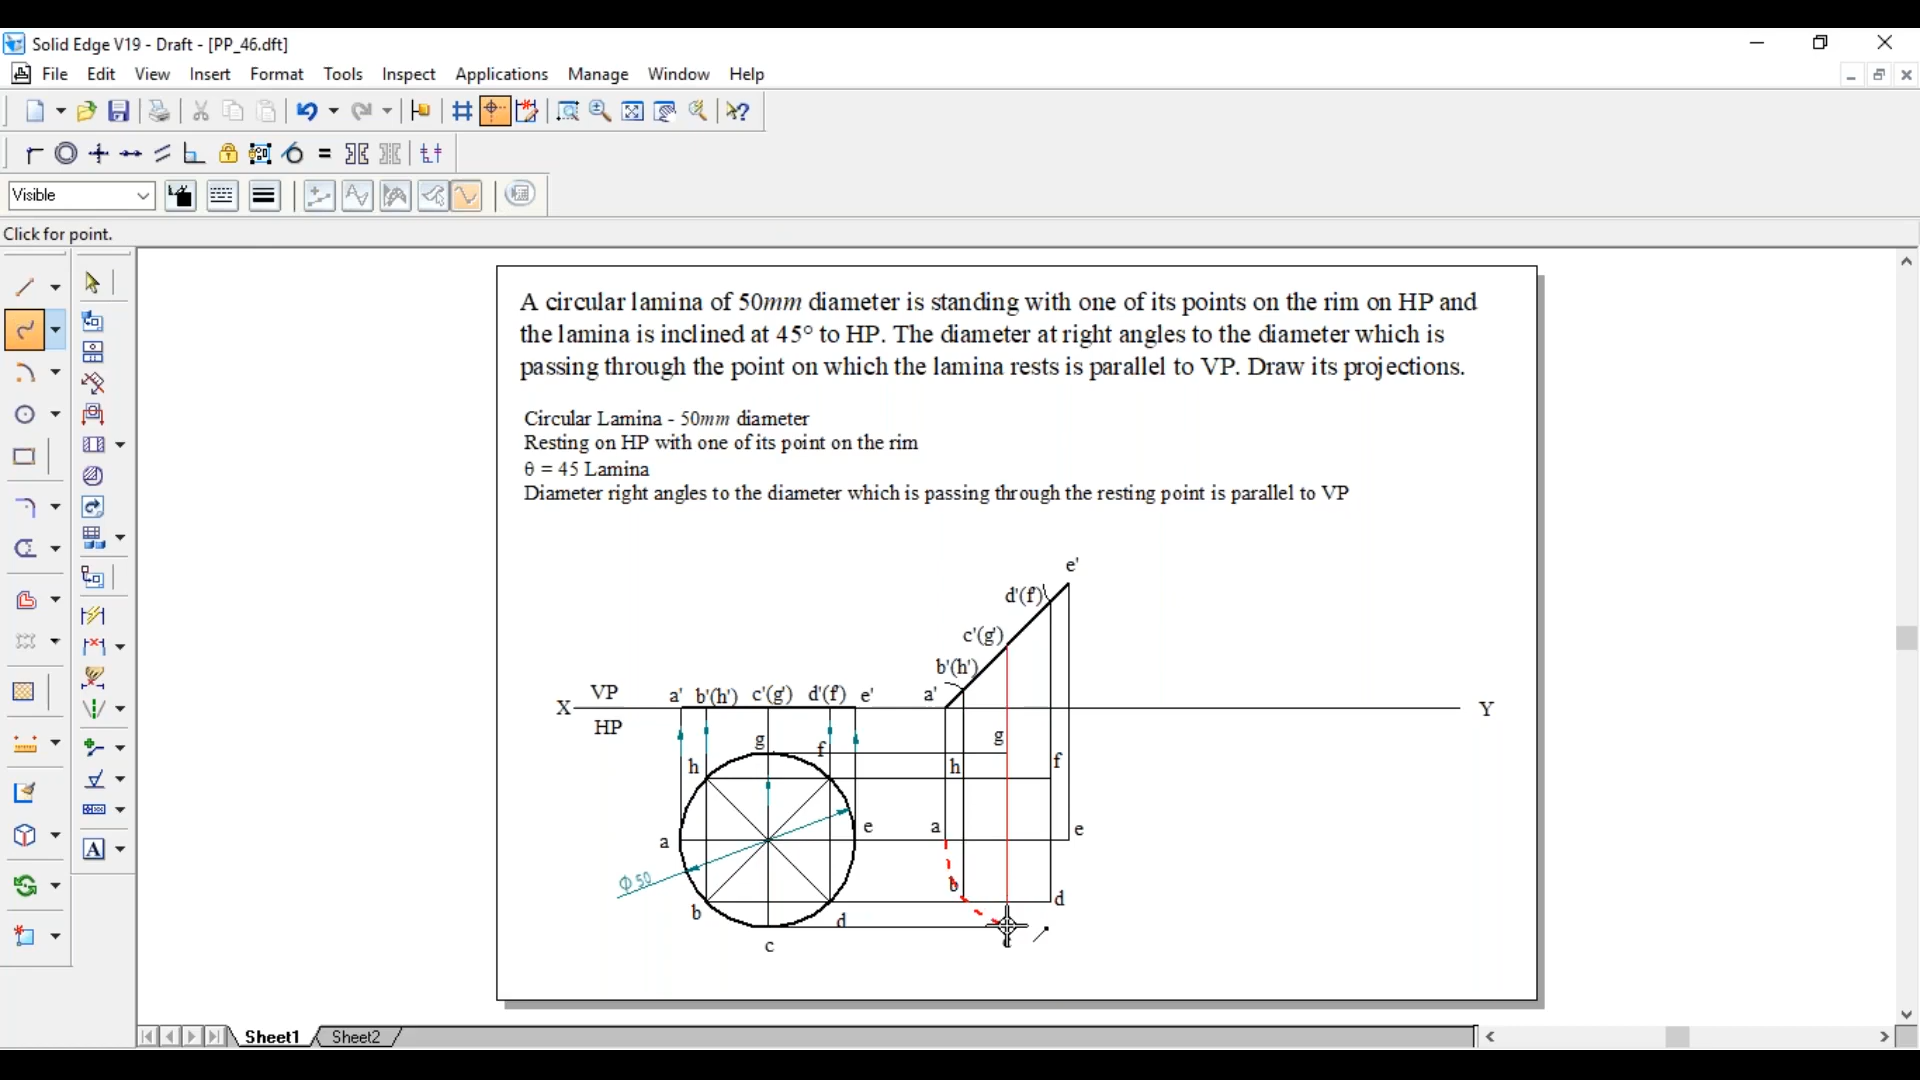 Solid Edge V19 - Draft - [PP_46.dft]
File Edit View Insert Format Tools Inspect Applications Manage Window Help
Visible
Click for point.
A circular lamina of 50mm diameter is standing with one of its points on the rim on HP and
the lamina is inclined at 45° to HP. The diameter at right angles to the diameter which is
passing through the point on which the lamina rests is parallel to VP. Draw its projections.
Circular Lamina - 50mm diameter
Resting on HP with one of its point on the rim
θ = 45 Lamina
Diameter right angles to the diameter which is passing through the resting point is parallel to VP
e'
d'(f')
c'(g')
b'(h')
X VP a' b'(h') c'(g') d'(f') e' a' Y
HP
g f g
h h f
a e a e
Φ 50
b d b d
c
A
Sheet1 Sheet2